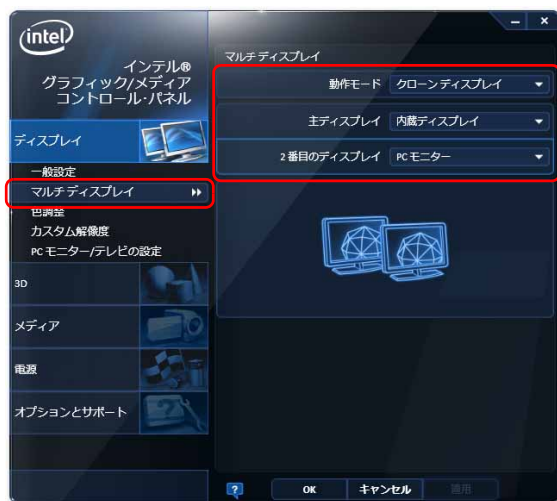 intel
インテル®
グラフィック/メディア
コントロール･パネル
ディスプレイ
一般設定
マルチディスプレイ
色調整
カスタム解像度
PC モニター/テレビの設定
3D
メディア
電源
オプションとサポート
マルチディスプレイ
動作モード クローンディスプレイ
主ディスプレイ 内蔵ディスプレイ
2 番目のディスプレイ PC モニター
? OK キャンセル 適用